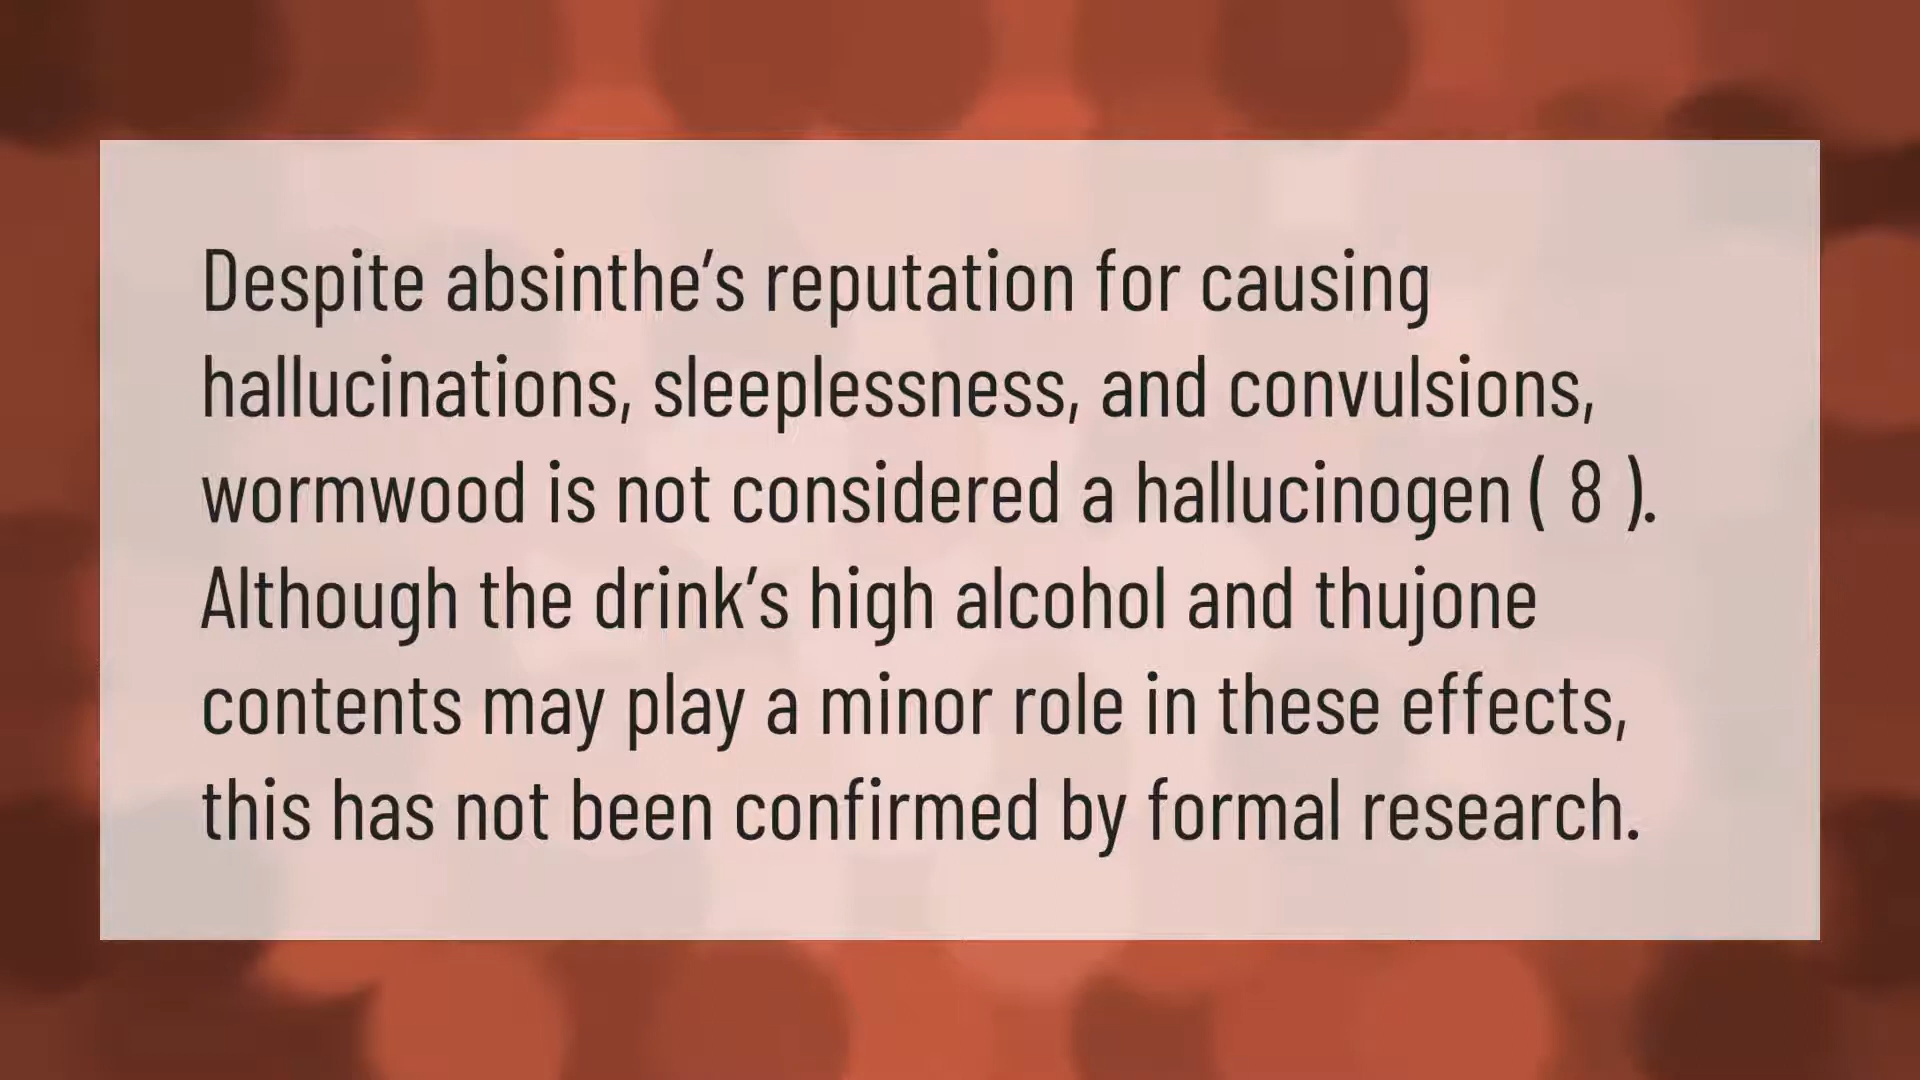 Despite absinthe’s reputation for causing
hallucinations, sleeplessness, and convulsions,
wormwood is not considered a hallucinogen ( 8 ).
Although the drink’s high alcohol and thujone
contents may play a minor role in these effects,
this has not been confirmed by formal research.